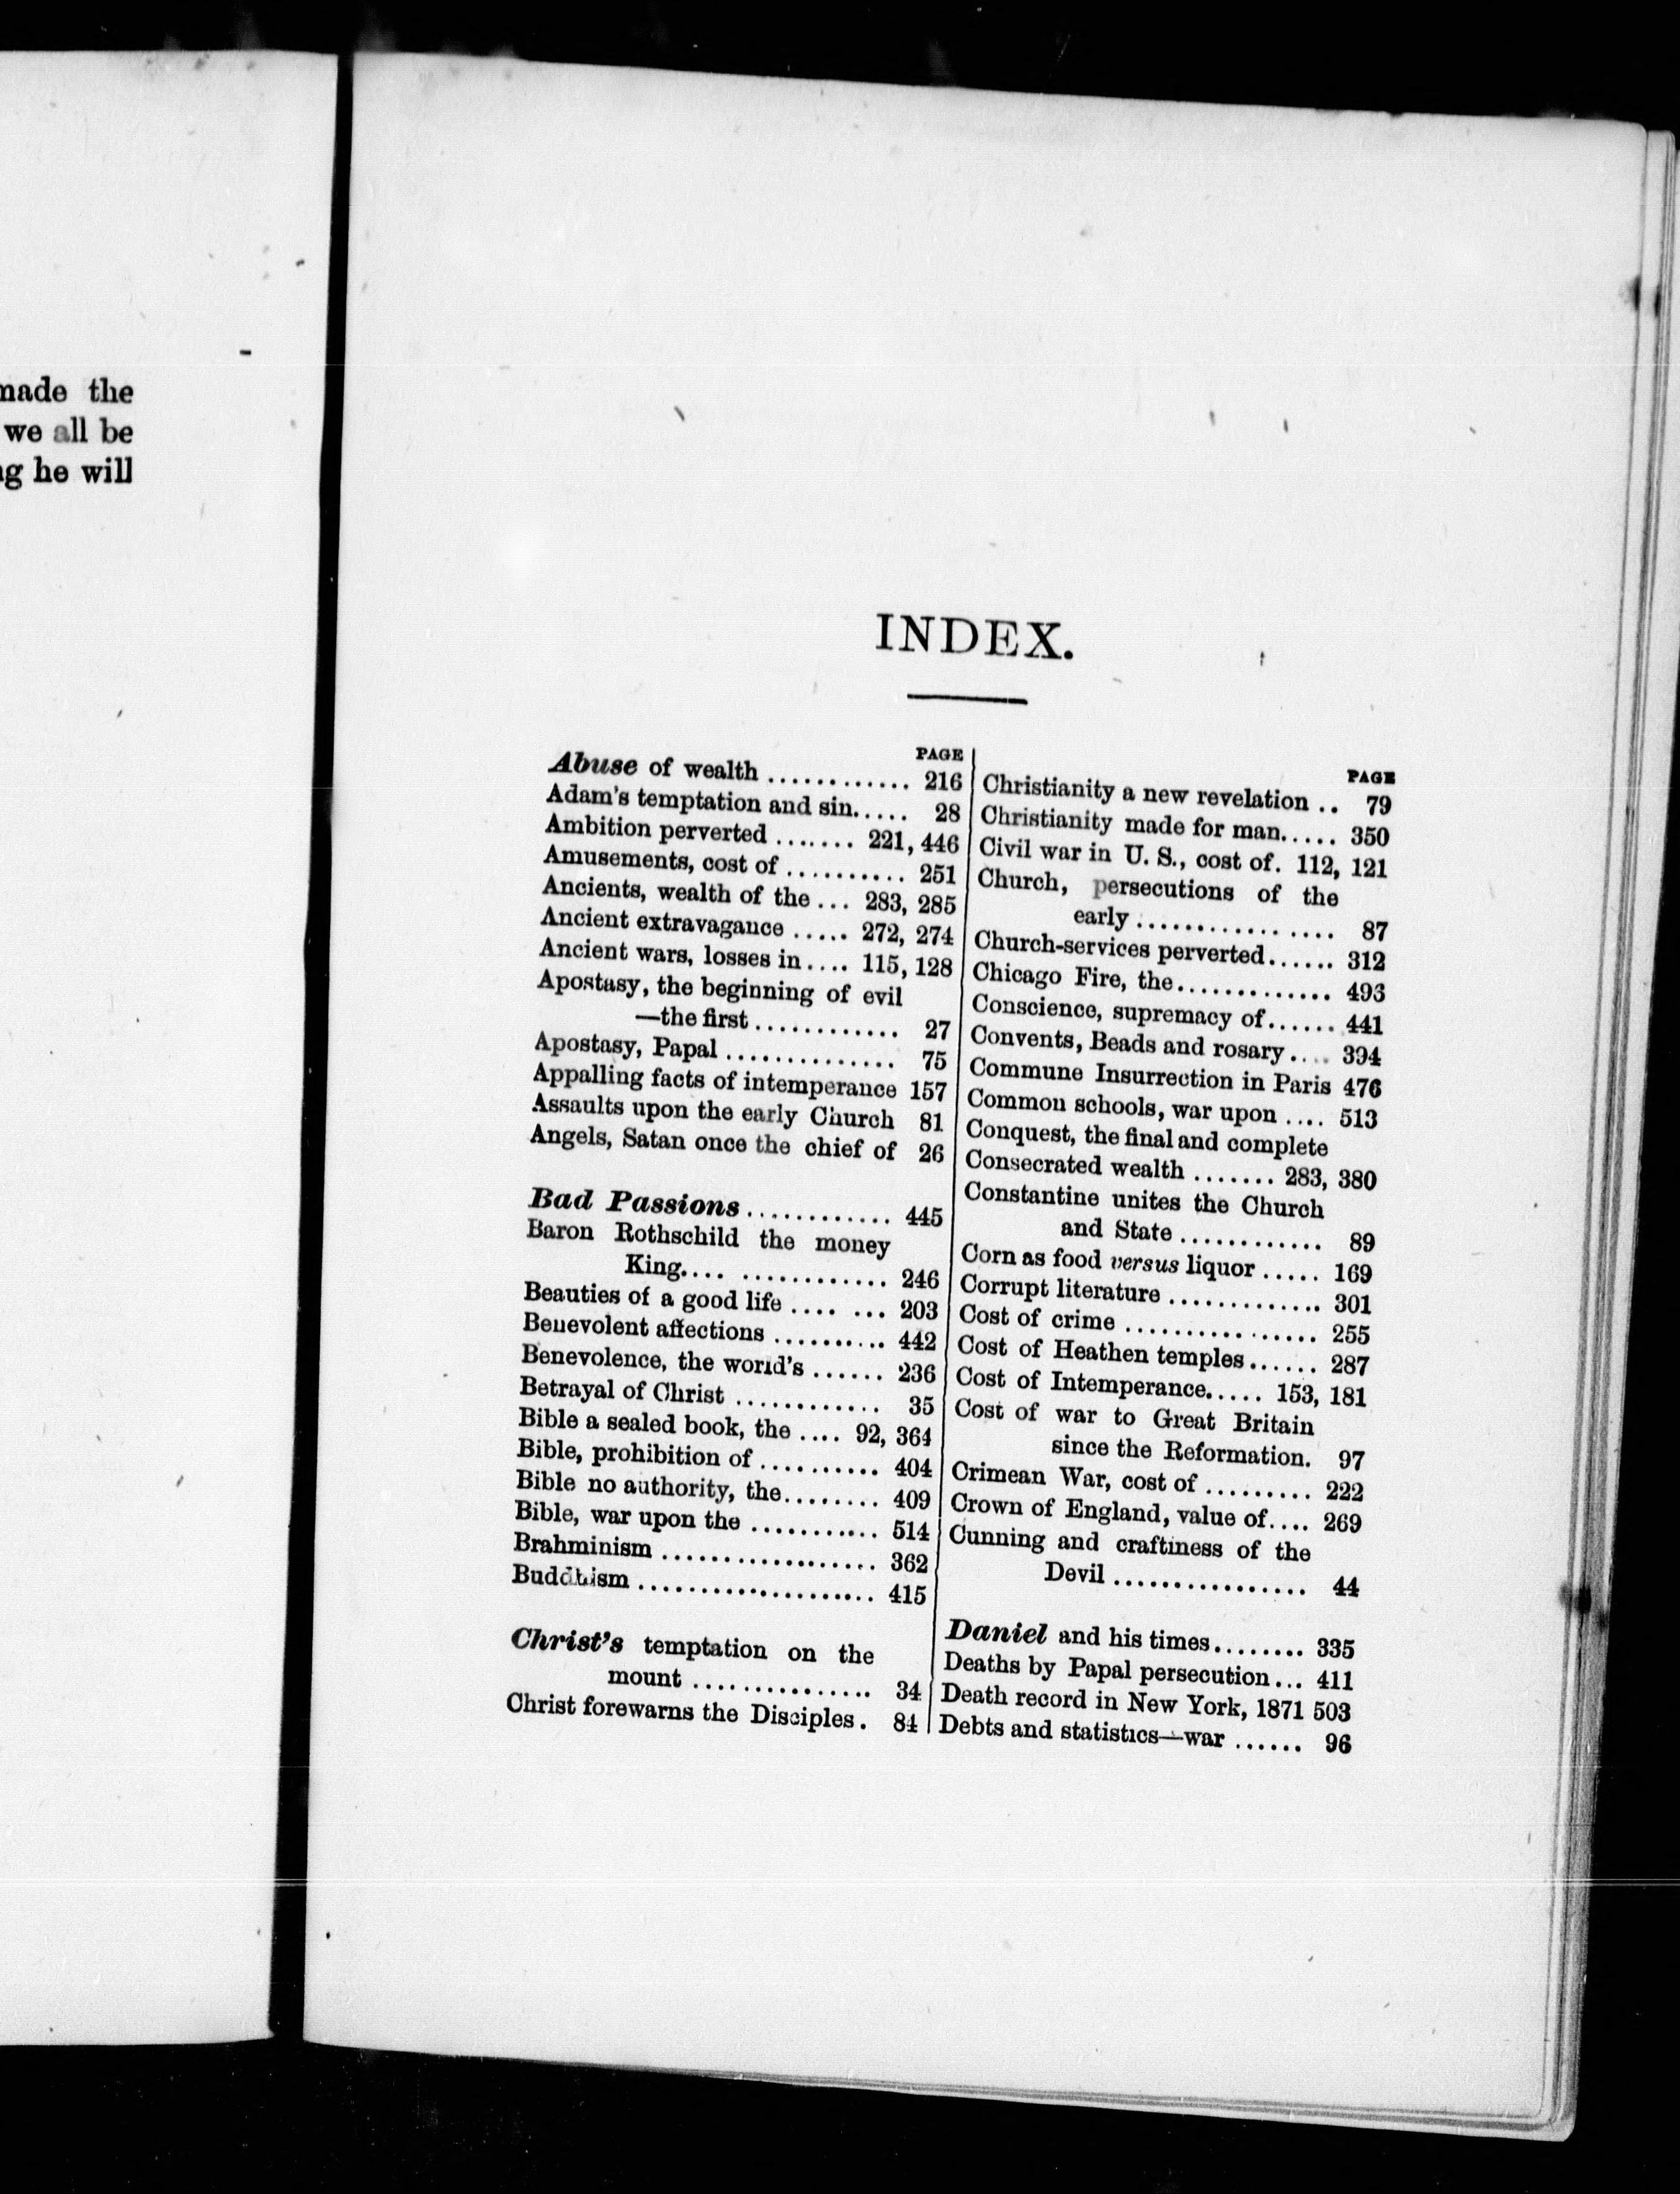 made the
we all be
he will
INDEX.
PAGE
Abuse of wealth ............ 216
Adam's temptation and sin..... 28
Ambition perverted ....... 221, 446
Amusements, cost of .......... 251
Ancients, wealth of the ... 283, 285
Ancient extravagance ..... 272, 274
Ancient wars, losses in.... 115, 128
Apostasy, the beginning of evil
—the first ............ 27
Apostasy, Papal .............. 75
Appalling facts of intemperance 157
Assaults upon the early Church 81
Angels, Satan once the chief of 26
Bad Passions ............ 445
Baron Rothschild the money
King.... ............. 246
Beauties of a good life .... ... 203
Benevolent affections .......... 442
Benevolence, the world's ...... 236
Betrayal of Christ ............ 35
Bible a sealed book, the .... 92, 364
Bible, prohibition of .......... 404
Bible no authority, the........ 409
Bible, war upon the ........... 514
Brahminism .................. 362
Buddhism .................... 415
Christ's temptation on the
mount ............... 34
Christ forewarns the Disciples. 84
PAGE
Christianity a new revelation .. 79
Christianity made for man..... 350
Civil war in U. S., cost of. 112, 121
Church, persecutions of the
early ................ 87
Church-services perverted...... 312
Chicago Fire, the............. 493
Conscience, supremacy of...... 441
Convents, Beads and rosary .... 394
Commune Insurrection in Paris 476
Common schools, war upon .... 513
Conquest, the final and complete
Consecrated wealth ....... 283, 380
Constantine unites the Church
and State ............ 89
Corn as food versus liquor ..... 169
Corrupt literature ............. 301
Cost of crime ................ 255
Cost of Heathen temples...... 287
Cost of Intemperance..... 153, 181
Cost of war to Great Britain
since the Reformation. 97
Crimean War, cost of ......... 222
Crown of England, value of.... 269
Cunning and craftiness of the
Devil ................ 44
Daniel and his times........ 335
Deaths by Papal persecution... 411
Death record in New York, 1871 503
Debts and statistics—war ...... 96